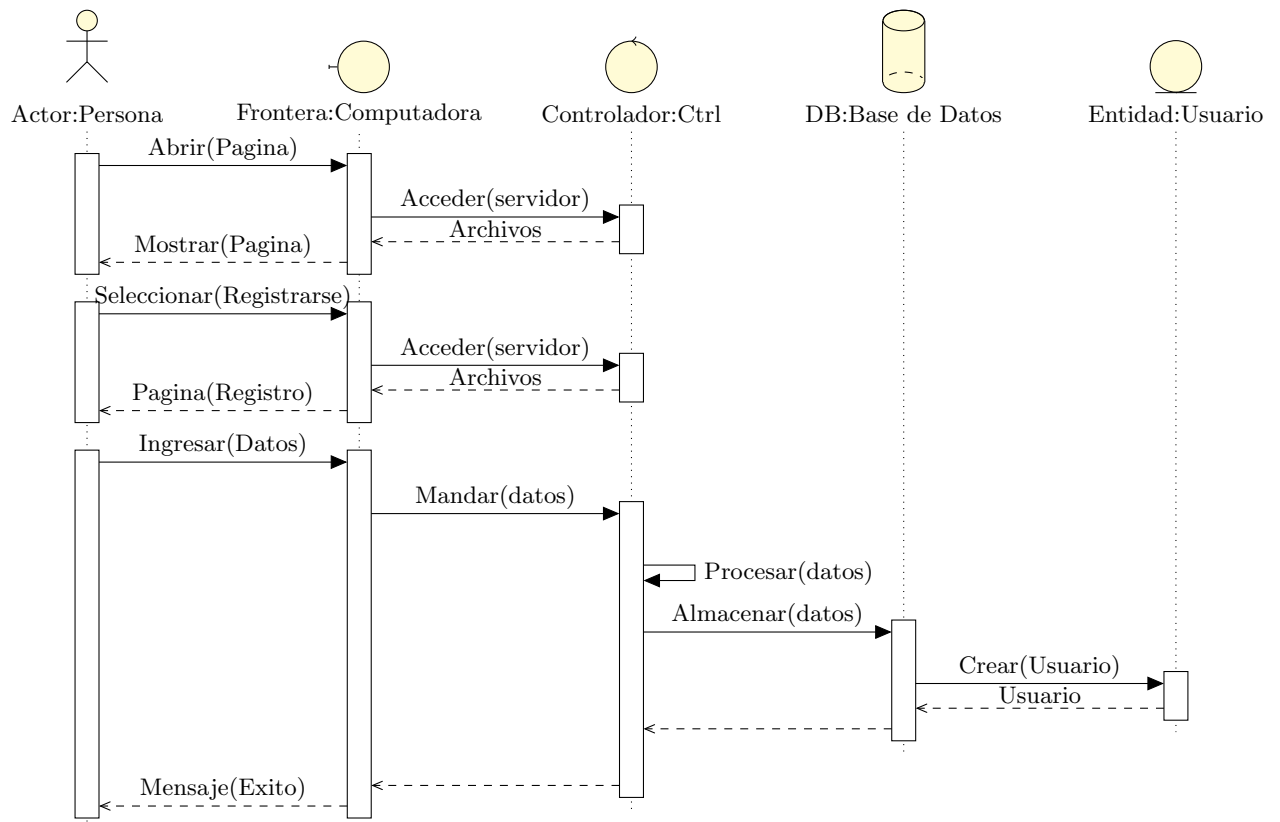 Actor:Persona
Frontera:Computadora
Controlador:Ctrl
DB:Base de Datos
Entidad:Usuario
Abrir(Pagina)
Acceder(servidor)
Archivos
Mostrar(Pagina)
Seleccionar(Registrarse)
Acceder(servidor)
Archivos
Pagina(Registro)
Ingresar(Datos)
Mandar(datos)
Procesar(datos)
Almacenar(datos)
Crear(Usuario)
Usuario
Mensaje(Exito)